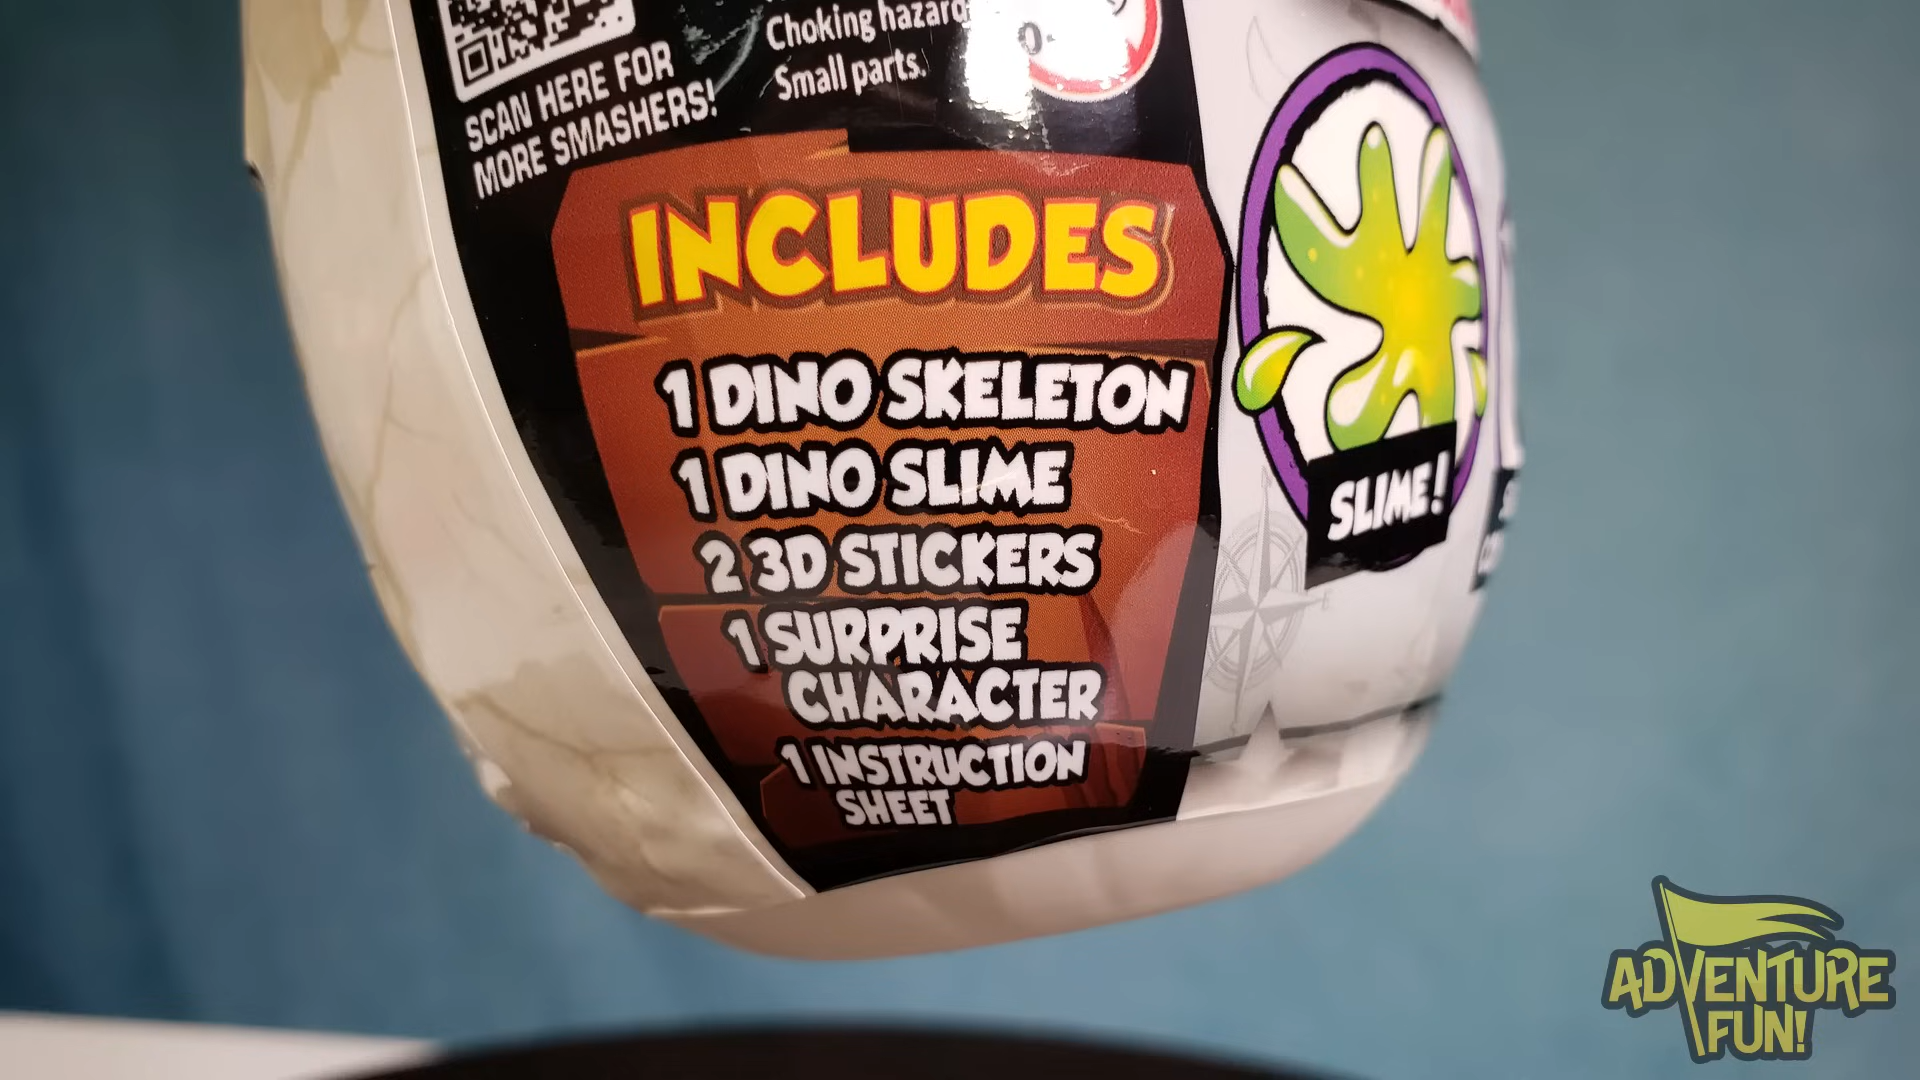 Choking hazard
Small parts.
SCAN HERE FOR
MORE SMASHERS!
INCLUDES
1 DINO SKELETON
1 DINO SLIME
2 3D STICKERS
1 SURPRISE
CHARACTER
1 INSTRUCTION
SHEET
SLIME!
ADVENTURE
FUN!